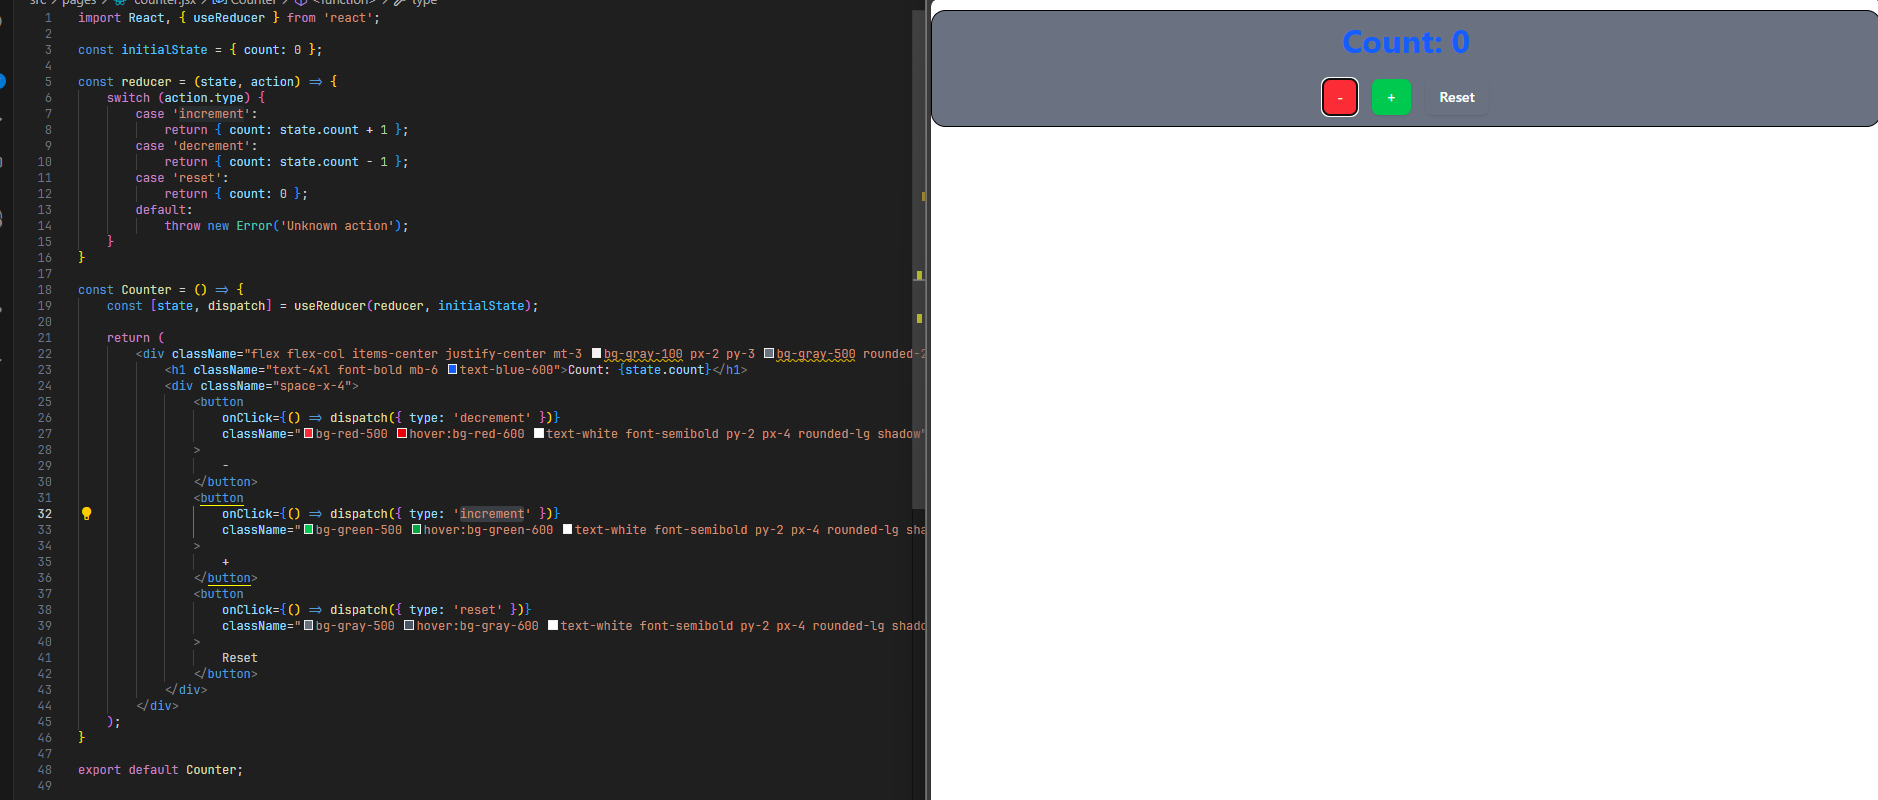 src > pages > counter.jsx > Counter > <function> > type
1 import React, { useReducer } from 'react';
2
3 const initialState = { count: 0 };
4
5 const reducer = (state, action) => {
6 switch (action.type) {
7 case 'increment':
8 return { count: state.count + 1 };
9 case 'decrement':
10 return { count: state.count - 1 };
11 case 'reset':
12 return { count: 0 };
13 default:
14 throw new Error('Unknown action');
15 }
16 }
17
18 const Counter = () => {
19 const [state, dispatch] = useReducer(reducer, initialState);
20
21 return (
22 <div className="flex flex-col items-center justify-center mt-3 bg-gray-100 px-2 py-3 bg-gray-500 rounded-2
23 <h1 className="text-4xl font-bold mb-6 text-blue-600">Count: {state.count}</h1>
24 <div className="space-x-4">
25 <button
26 onClick={() => dispatch({ type: 'decrement' })}
27 className="bg-red-500 hover:bg-red-600 text-white font-semibold py-2 px-4 rounded-lg shadow"
28 >
29 -
30 </button>
31 <button
32 onClick={() => dispatch({ type: 'increment' })}
33 className="bg-green-500 hover:bg-green-600 text-white font-semibold py-2 px-4 rounded-lg sha
34 >
35 +
36 </button>
37 <button
38 onClick={() => dispatch({ type: 'reset' })}
39 className="bg-gray-500 hover:bg-gray-600 text-white font-semibold py-2 px-4 rounded-lg shado
40 >
41 Reset
42 </button>
43 </div>
44 </div>
45 );
46 }
47
48 export default Counter;
49
Count: 0
- + Reset